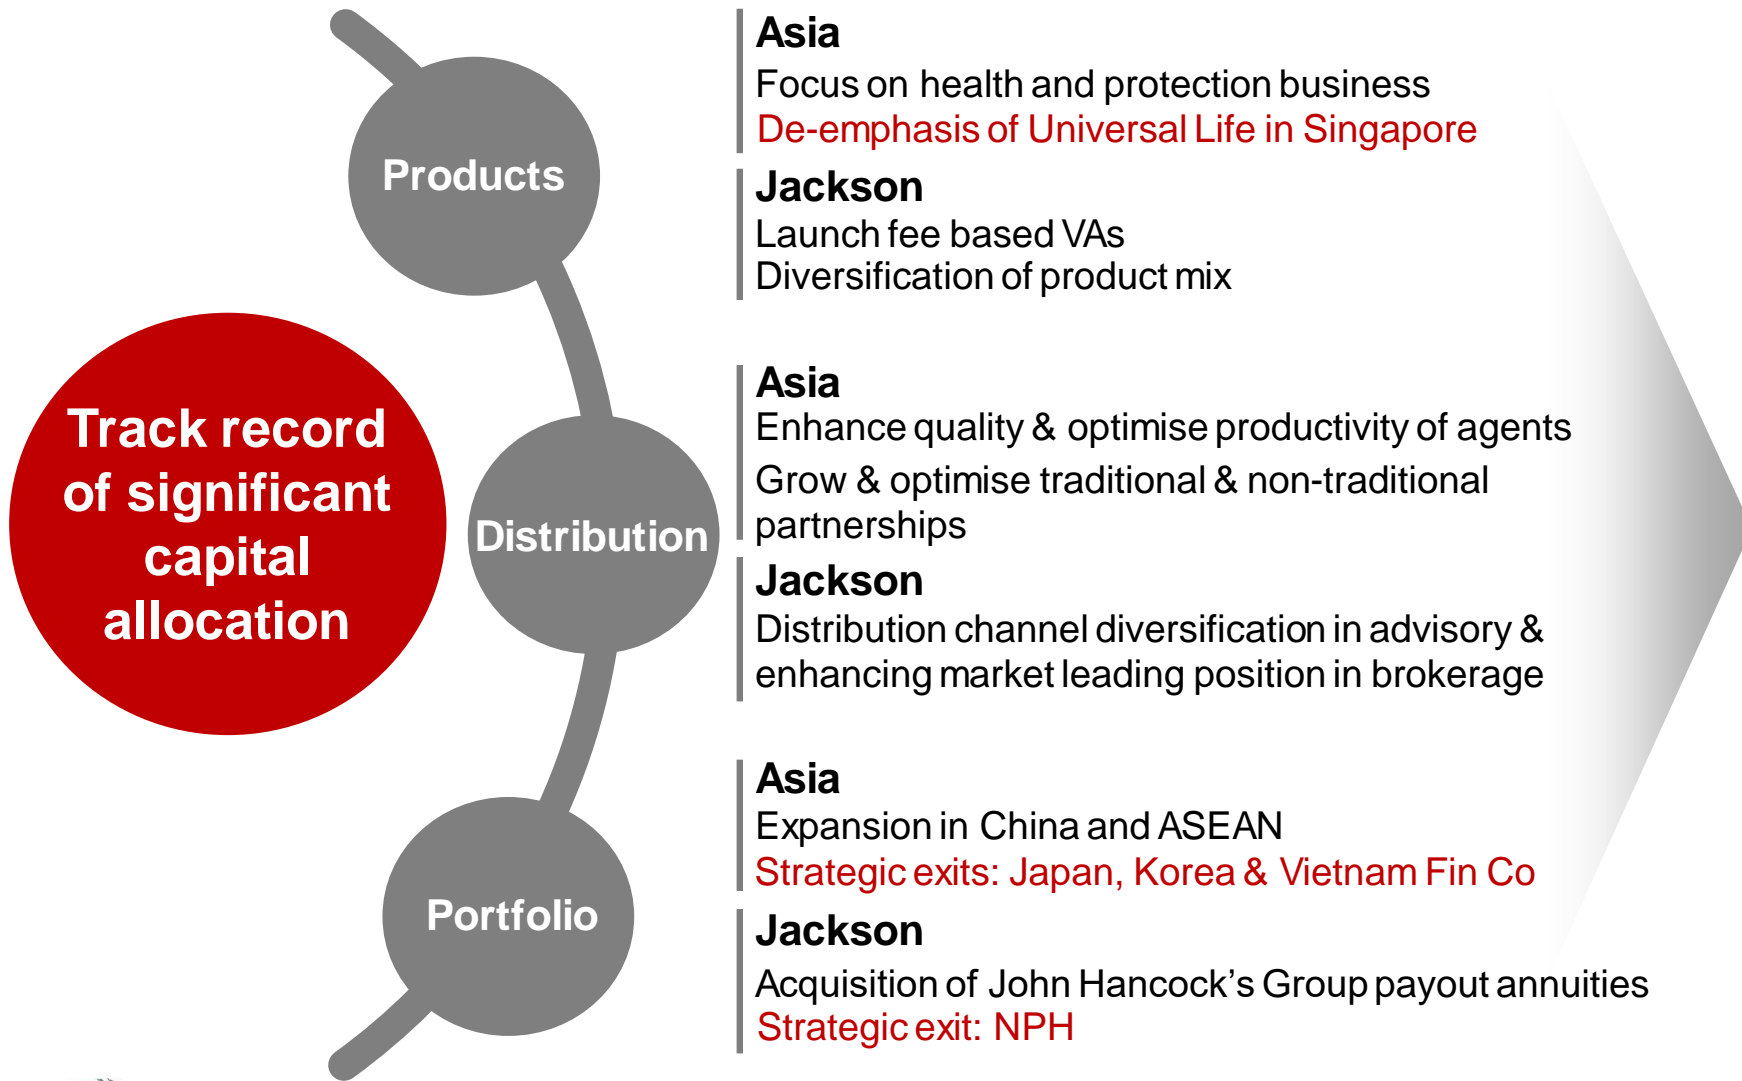 Asia
Focus on health and protection business
De-emphasis of Universal Life in Singapore
Products
Jackson
Launch fee based VAs
Diversification of product mix
Track record
of significant
capital
allocation
Asia
Enhance quality & optimise productivity of agents
Grow & optimise traditional & non-traditional
partnerships
Distribution
Jackson
Distribution channel diversification in advisory &
enhancing market leading position in brokerage
Asia
Expansion in China and ASEAN
Strategic exits: Japan, Korea & Vietnam Fin Co
Portfolio
Jackson
Acquisition of John Hancock’s Group payout annuities
Strategic exit: NPH